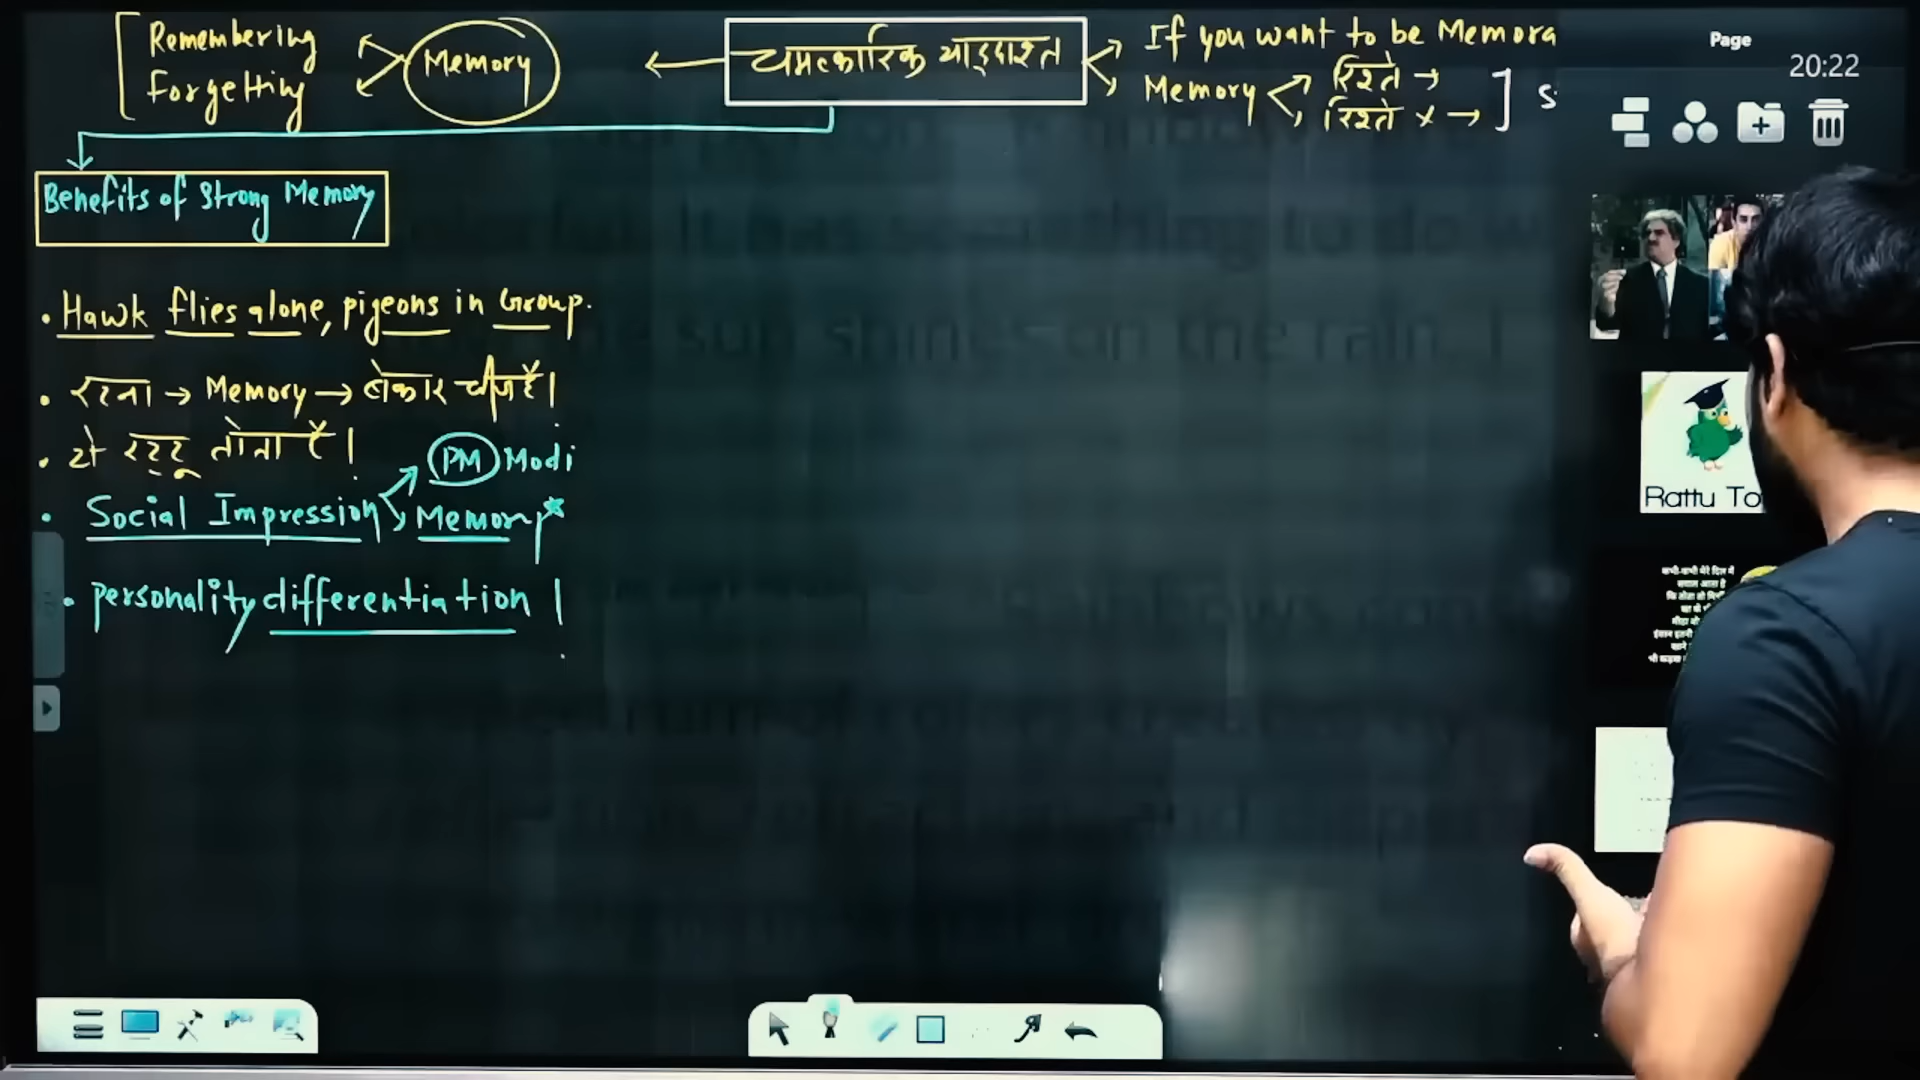 Remembering
Forgetting
Memory
चमत्कारिक याद्दाश्त
If you want to be Memora
Memory
रिश्ते →
रिश्ते × →
S
Page
20:22
Benefits of Strong Memory
• Hawk flies alone, pigeons in Group.
• रटना → Memory → बेकार चीज है।
• ये रट्टू तोता है।
• Social Impression
PM Modi
Memory*
• personality differentiation |
Rattu To